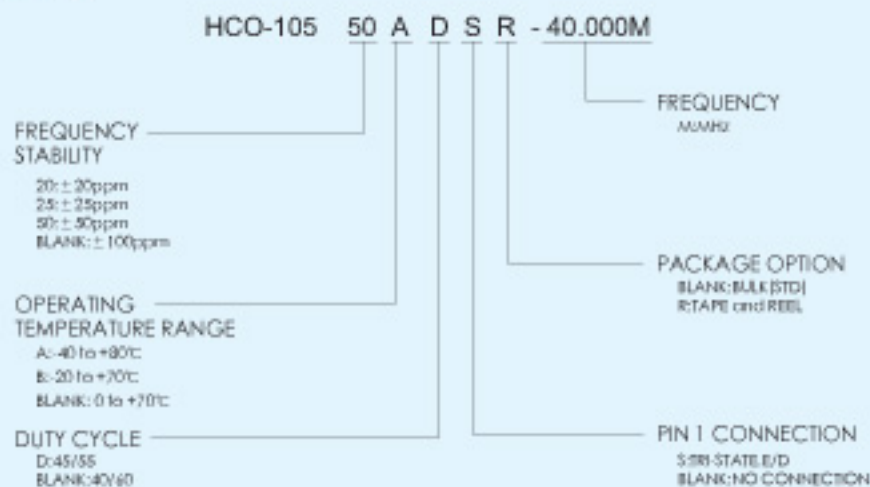 HCO-105 50 A D S R - 40.000M
FREQUENCY
STABILITY
20:±20ppm
25:±25ppm
50:±50ppm
BLANK:±100ppm
OPERATING
TEMPERATURE RANGE
A:-40 to +80℃
B:-20 to +70℃
BLANK: 0 to +70℃
DUTY CYCLE
D:45/55
BLANK:40/60
FREQUENCY
M:MHz
PACKAGE OPTION
BLANK:BULK(STD)
R:TAPE and REEL
PIN 1 CONNECTION
S:TRI-STATE,E/D
BLANK:NO CONNECTION